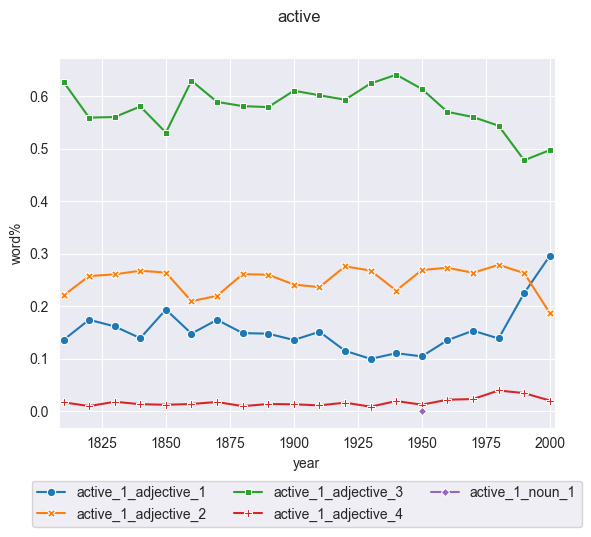 active
0.6
0.5
0.4
0.3
0.2
0.1
0.0
word%
1825 1850 1875 1900 1925 1950 1975 2000
year
active_1_adjective_1 active_1_adjective_3 active_1_noun_1
active_1_adjective_2 active_1_adjective_4